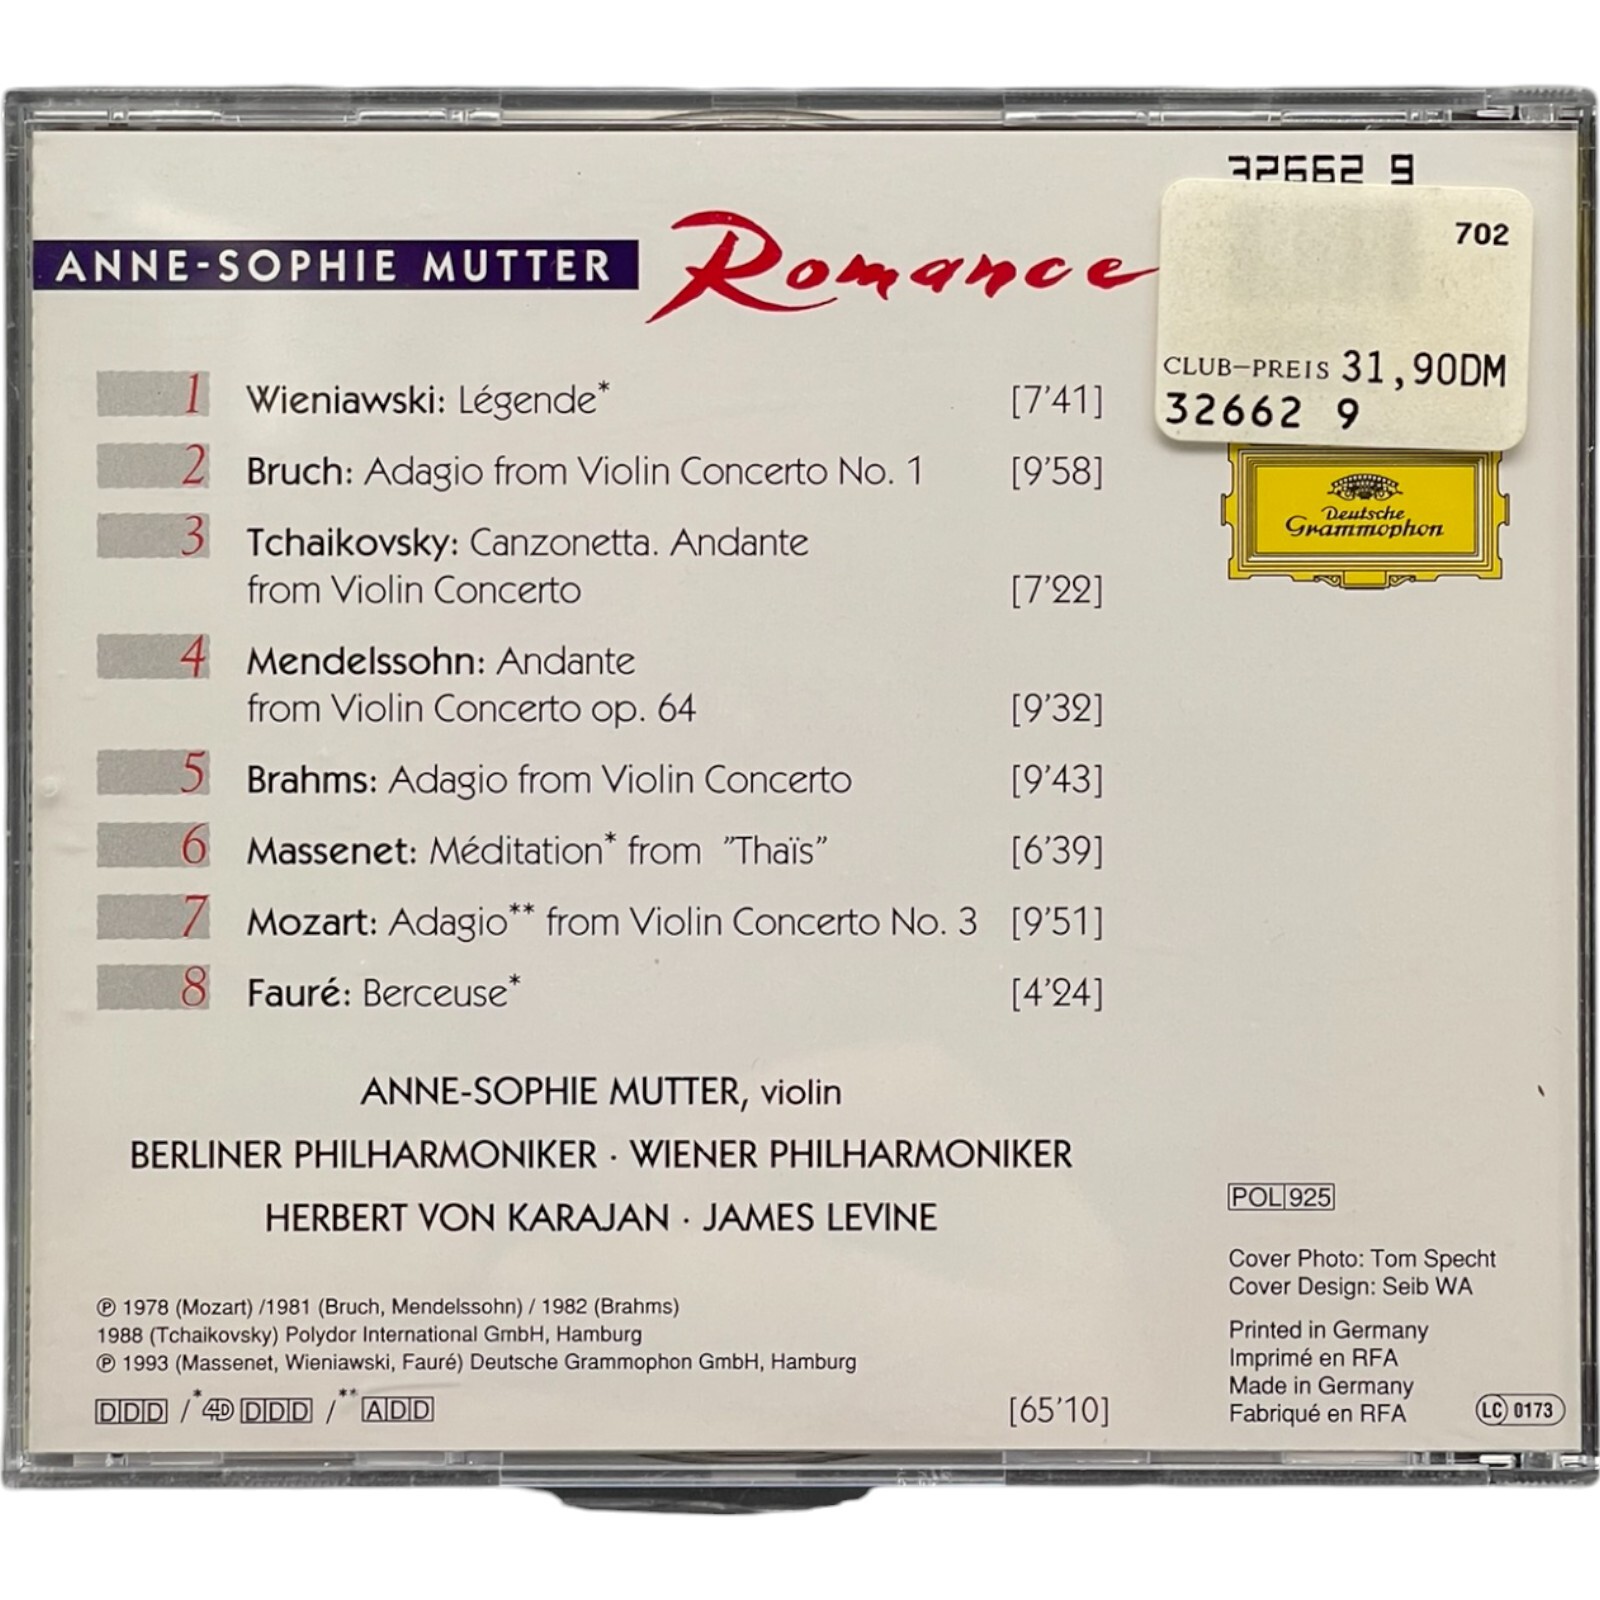 32662 9
702
ANNE-SOPHIE MUTTER Romance
CLUB-PREIS 31,90DM
32662 9
1 Wieniawski: Légende* [7'41]
2 Bruch: Adagio from Violin Concerto No. 1 [9'58]
3 Tchaikovsky: Canzonetta. Andante
from Violin Concerto [7'22]
4 Mendelssohn: Andante
from Violin Concerto op. 64 [9'32]
5 Brahms: Adagio from Violin Concerto [9'43]
6 Massenet: Méditation* from "Thaïs" [6'39]
7 Mozart: Adagio** from Violin Concerto No. 3 [9'51]
8 Fauré: Berceuse* [4'24]
Deutsche
Grammophon
ANNE-SOPHIE MUTTER, violin
BERLINER PHILHARMONIKER · WIENER PHILHARMONIKER
HERBERT VON KARAJAN · JAMES LEVINE
℗ 1978 (Mozart) /1981 (Bruch, Mendelssohn) / 1982 (Brahms)
1988 (Tchaikovsky) Polydor International GmbH, Hamburg
℗ 1993 (Massenet, Wieniawski, Fauré) Deutsche Grammophon GmbH, Hamburg
DDD / *4D DDD / **ADD [65'10]
POL 925
Cover Photo: Tom Specht
Cover Design: Seib WA
Printed in Germany
Imprimé en RFA
Made in Germany
Fabriqué en RFA
LC 0173